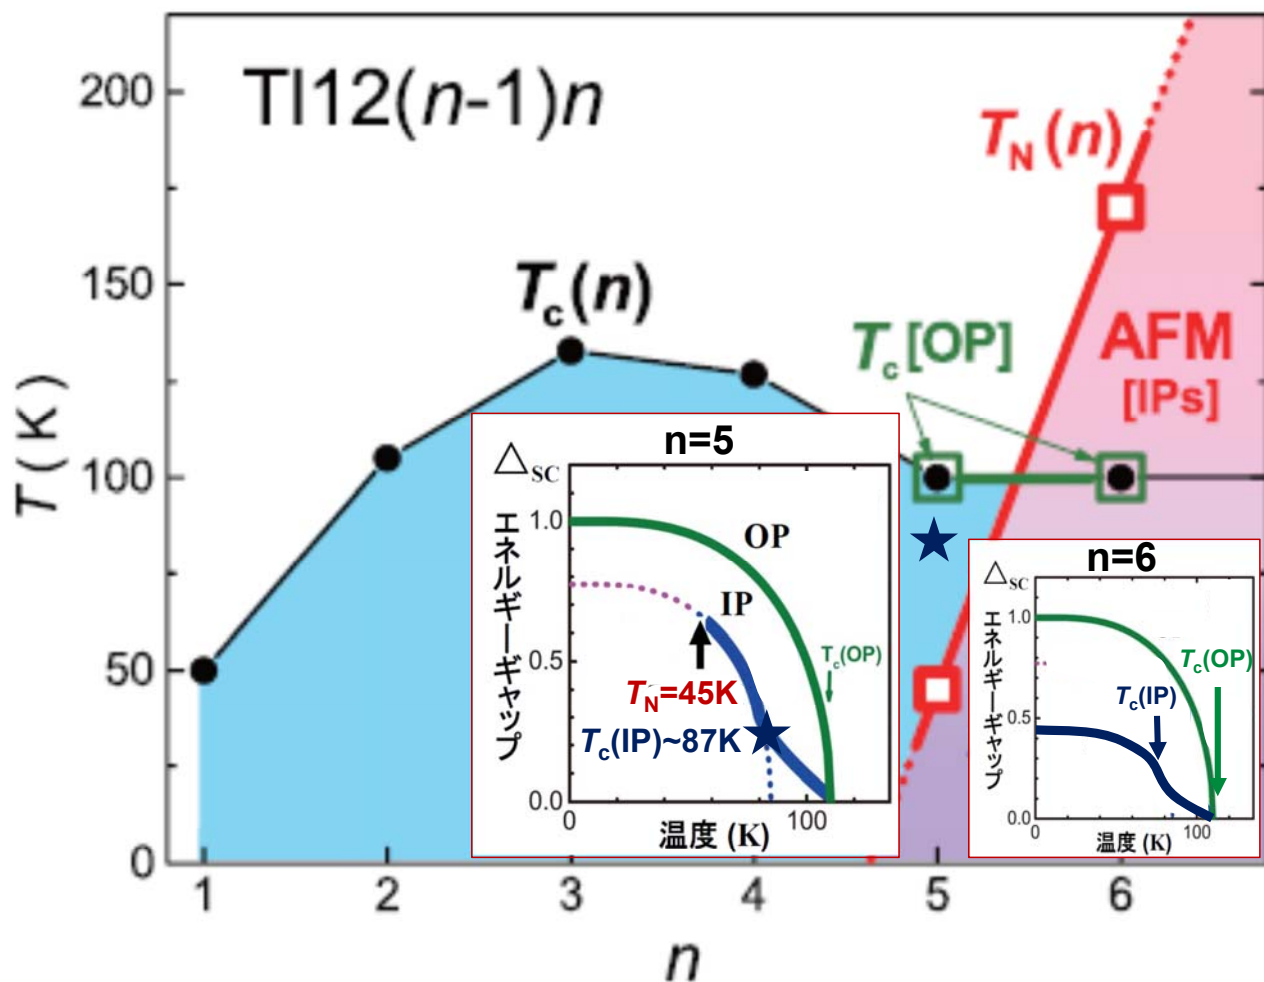 Tl12(n-1)n
200
150
100
50
0
T ( K )
1
2
3
4
5
6
n
Tc(n)
TN(n)
Tc[OP]
AFM
[IPs]
n=5
△SC
エネルギーギャップ
1.0
0.5
0.0
OP
IP
Tc(OP)
TN=45K
Tc(IP)~87K
0
100
温度 (K)
n=6
△SC
エネルギーギャップ
1.0
0.5
0.0
Tc(OP)
Tc(IP)
0
100
温度 (K)